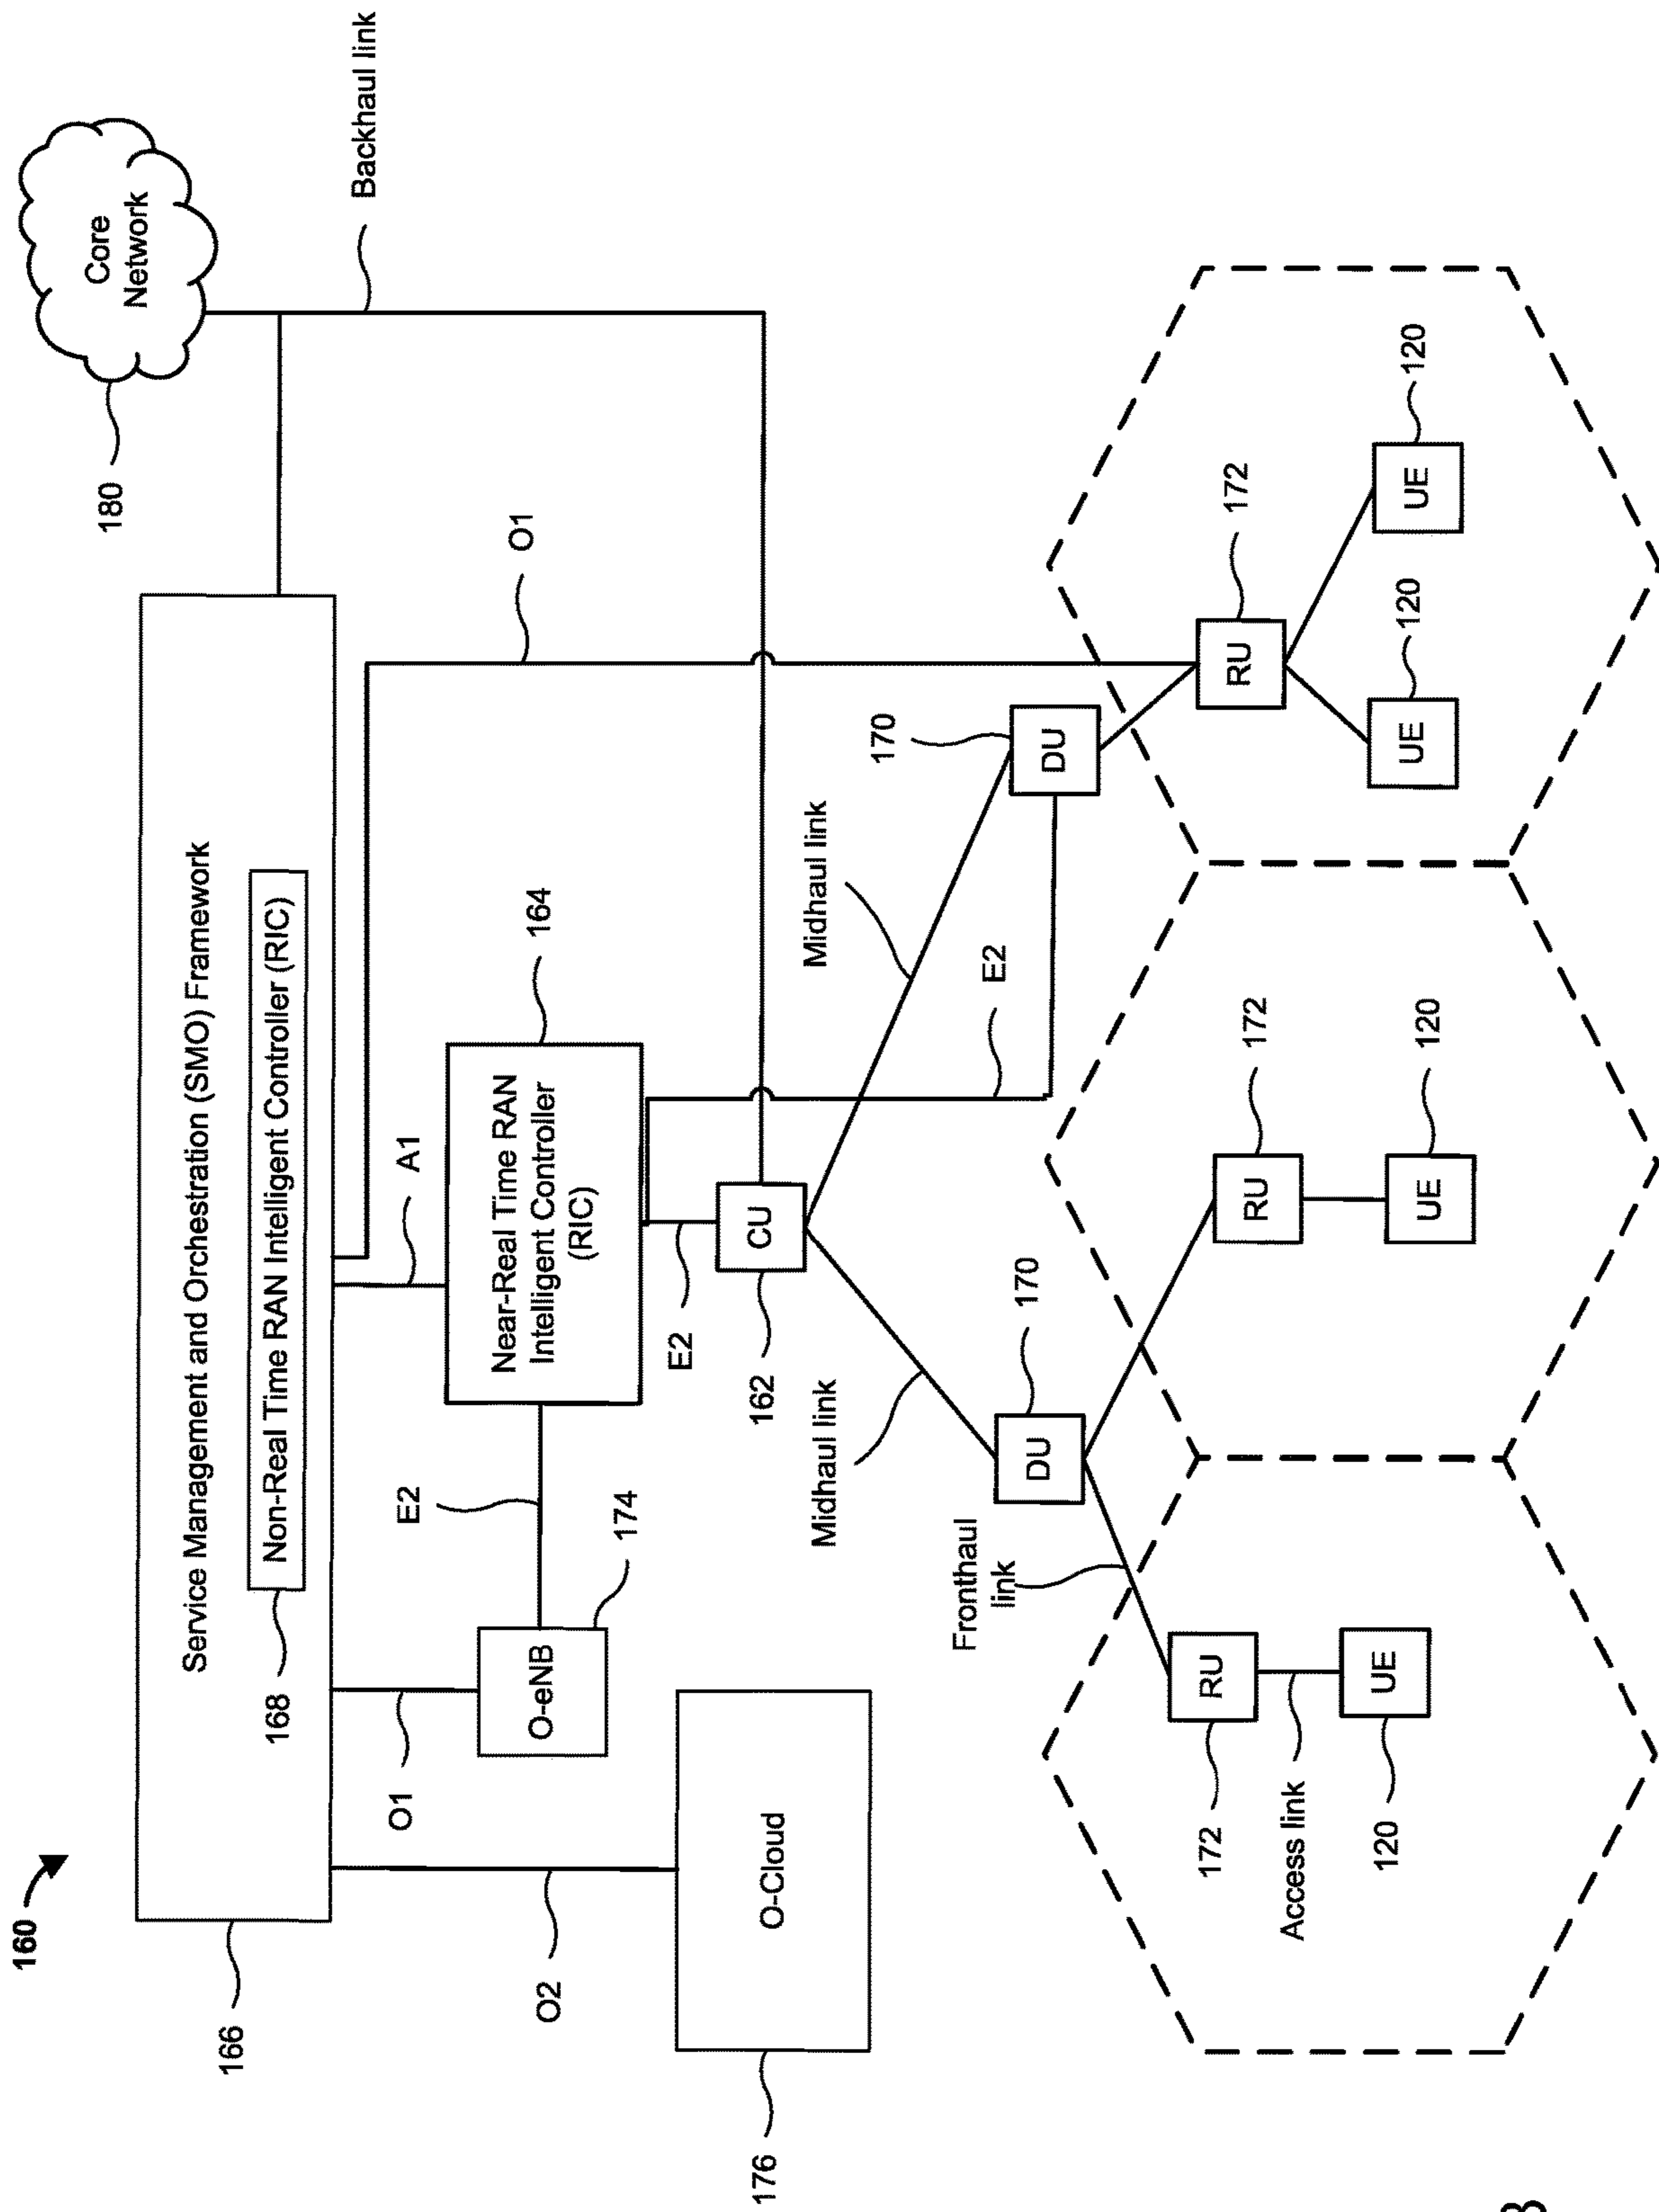 160
Core
Network
180
Service Management and Orchestration (SMO) Framework
166
168
Non-Real Time RAN Intelligent Controller (RIC)
Backhaul link
O1
A1
E2
O1
O2
Near-Real Time RAN
Intelligent Controller
(RIC)
164
O-eNB
174
E2
CU
162
O-Cloud
176
Midhaul link
Midhaul link
170
E2
DU
170
DU
Fronthaul
link
RU
172
RU
172
RU
172
Access link
UE
120
UE
120
UE
120
UE
120